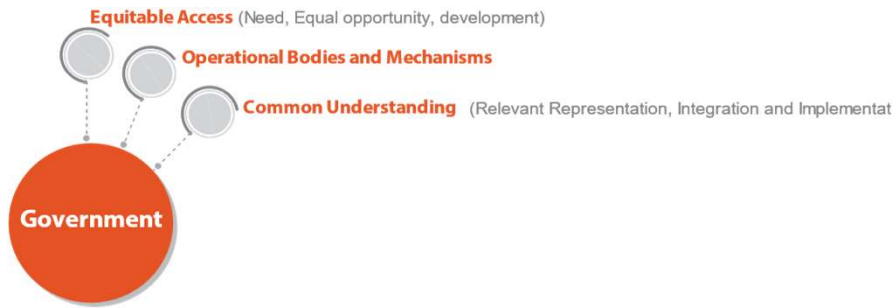 Equitable Access (Need, Equal opportunity, development)
Operational Bodies and Mechanisms
Common Understanding (Relevant Representation, Integration and Implementat
Government